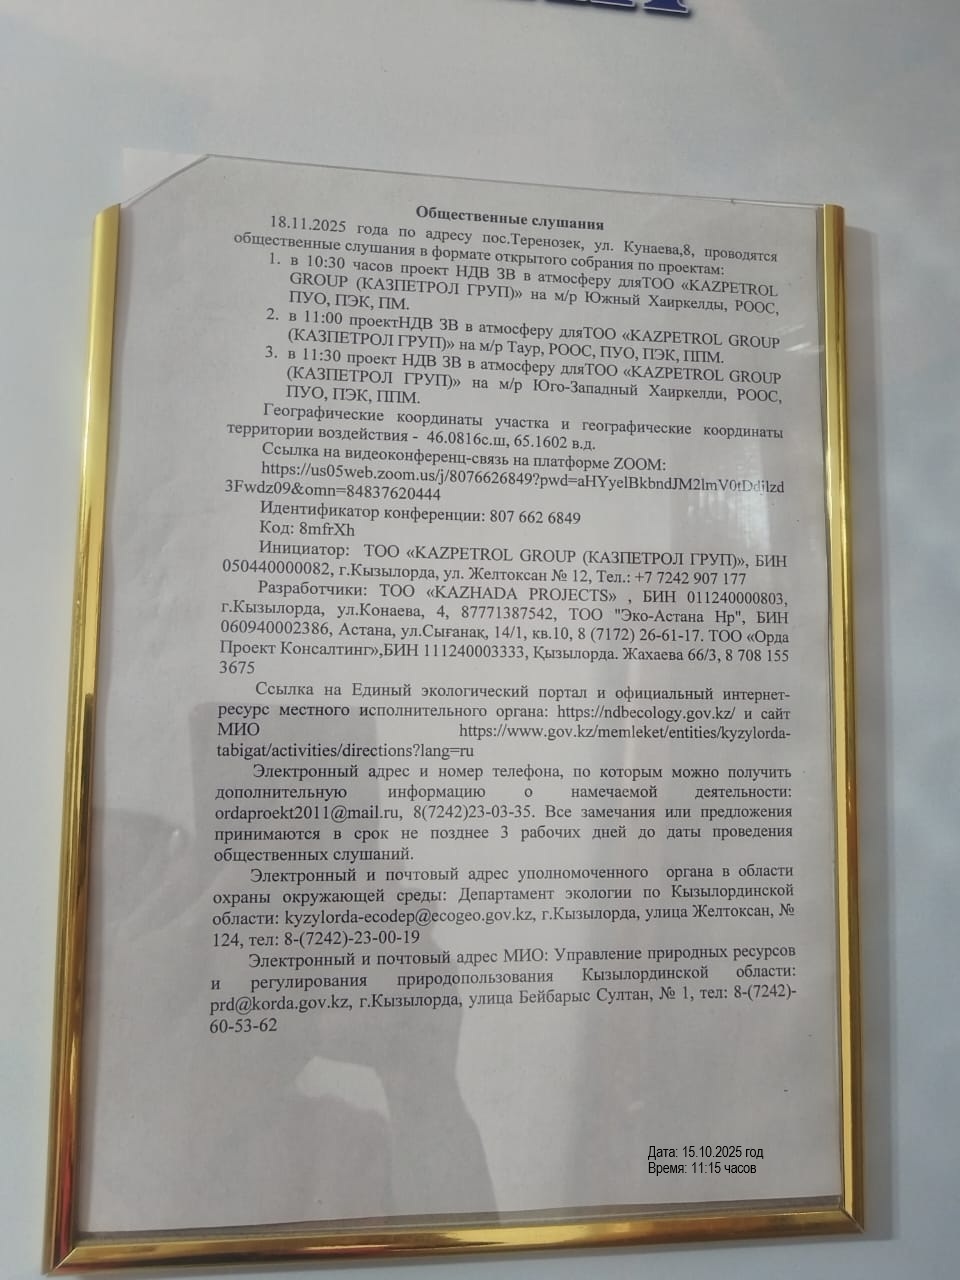 Общественные слушания
18.11.2025 года по адресу пос.Теренозек, ул. Кунаева,8, проводятся
общественные слушания в формате открытого собрания по проектам:
1. в 10:30 часов проект НДВ ЗВ в атмосферу дляТОО «KAZPETROL
GROUP (КАЗПЕТРОЛ ГРУП)» на м/р Южный Хаиркелды, РООС,
ПУО, ПЭК, ПМ.
2. в 11:00 проектНДВ ЗВ в атмосферу дляТОО «KAZPETROL GROUP
(КАЗПЕТРОЛ ГРУП)» на м/р Таур, РООС, ПУО, ПЭК, ППМ.
3. в 11:30 проект НДВ ЗВ в атмосферу дляТОО «KAZPETROL GROUP
(КАЗПЕТРОЛ ГРУП)» на м/р Юго-Западный Хаиркелди, РООС,
ПУО, ПЭК, ППМ.
Географические координаты участка и географические координаты
территории воздействия - 46.0816с.ш, 65.1602 в.д.
Ссылка на видеоконференц-связь на платформе ZOOM:
3Fwdz09&omn=84837620444
Идентификатор конференции: 807 662 6849
Код: 8mfrXh
Инициатор: ТОО «KAZPETROL GROUP (КАЗПЕТРОЛ ГРУП)», БИН
050440000082, г.Кызылорда, ул. Желтоксан № 12, Тел.: +7 7242 907 177
Разработчики: ТОО «KAZHADA PROJECTS» , БИН 011240000803,
г.Кызылорда, ул.Конаева, 4, 87771387542, ТОО "Эко-Астана Нр", БИН
060940002386, Астана, ул.Сығанақ, 14/1, кв.10, 8 (7172) 26-61-17. ТОО «Орда
Проект Консалтинг»,БИН 111240003333, Қызылорда. Жахаева 66/3, 8 708 155
3675
Ссылка на Единый экологический портал и официальный интернет-
ресурс местного исполнительного органа: https://ndbecology.gov.kz/ и сайт
МИО https://www.gov.kz/memleket/entities/kyzylorda-
tabigat/activities/directions?lang=ru
Электронный адрес и номер телефона, по которым можно получить
дополнительную информацию о намечаемой деятельности:
ordaproekt2011@mail.ru, 8(7242)23-03-35. Все замечания или предложения
принимаются в срок не позднее 3 рабочих дней до даты проведения
общественных слушаний.
Электронный и почтовый адрес уполномоченного органа в области
охраны окружающей среды: Департамент экологии по Кызылординской
области: kyzylorda-ecodep@ecogeo.gov.kz, г.Кызылорда, улица Желтоксан, №
124, тел: 8-(7242)-23-00-19
Электронный и почтовый адрес МИО: Управление природных ресурсов
и регулирования природопользования Кызылординской области:
prd@korda.gov.kz, г.Кызылорда, улица Бейбарыс Султан, № 1, тел: 8-(7242)-
60-53-62
Дата: 15.10.2025 год
Время: 11:15 часов